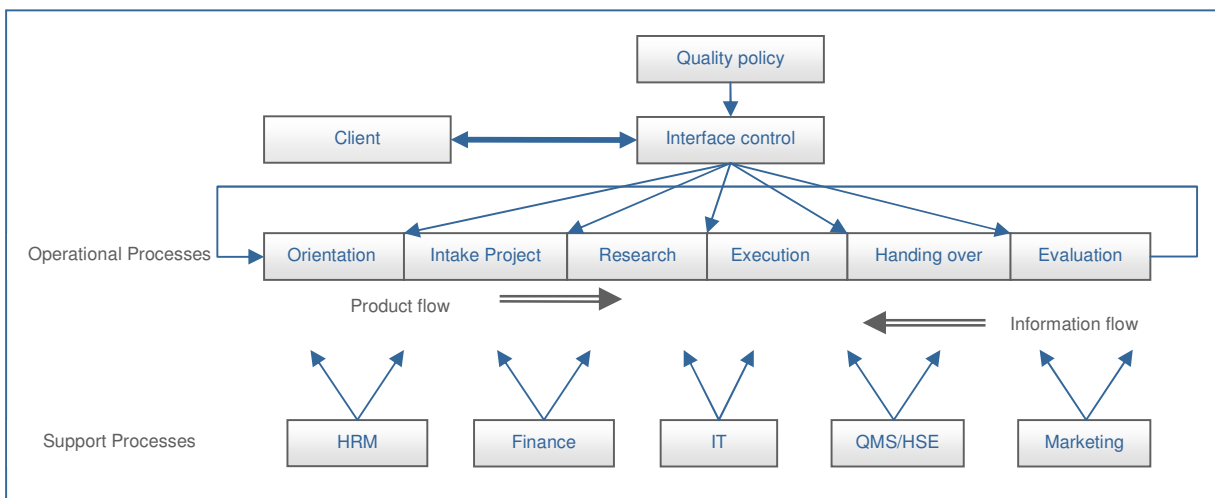 Quality policy
Client
Interface control
Operational Processes
Orientation
Intake Project
Research
Execution
Handing over
Evaluation
Product flow
Information flow
Support Processes
HRM
Finance
IT
QMS/HSE
Marketing